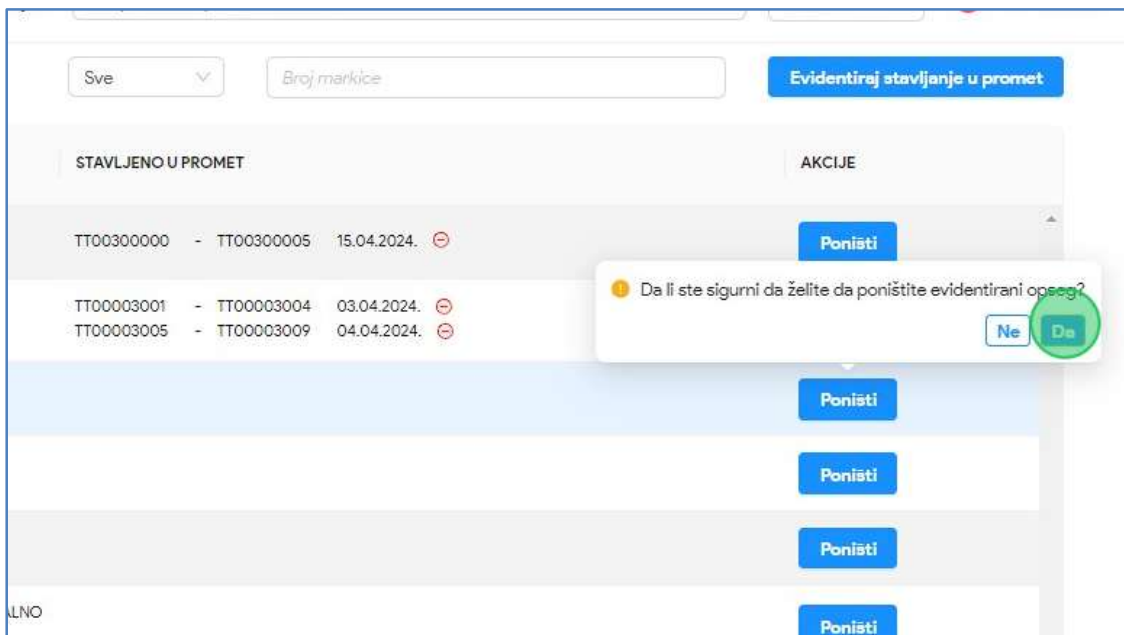 Sve
Broj markice
Evidentiraj stavljanje u promet
STAVLJENO U PROMET
AKCIJE
TT00300000 - TT00300005 15.04.2024.
Poništi
Da li ste sigurni da želite da poništite evidentirani opseg?
TT00003001 - TT00003004 03.04.2024.
TT00003005 - TT00003009 04.04.2024.
Ne
Da
Poništi
Poništi
Poništi
ALNO
Poništi